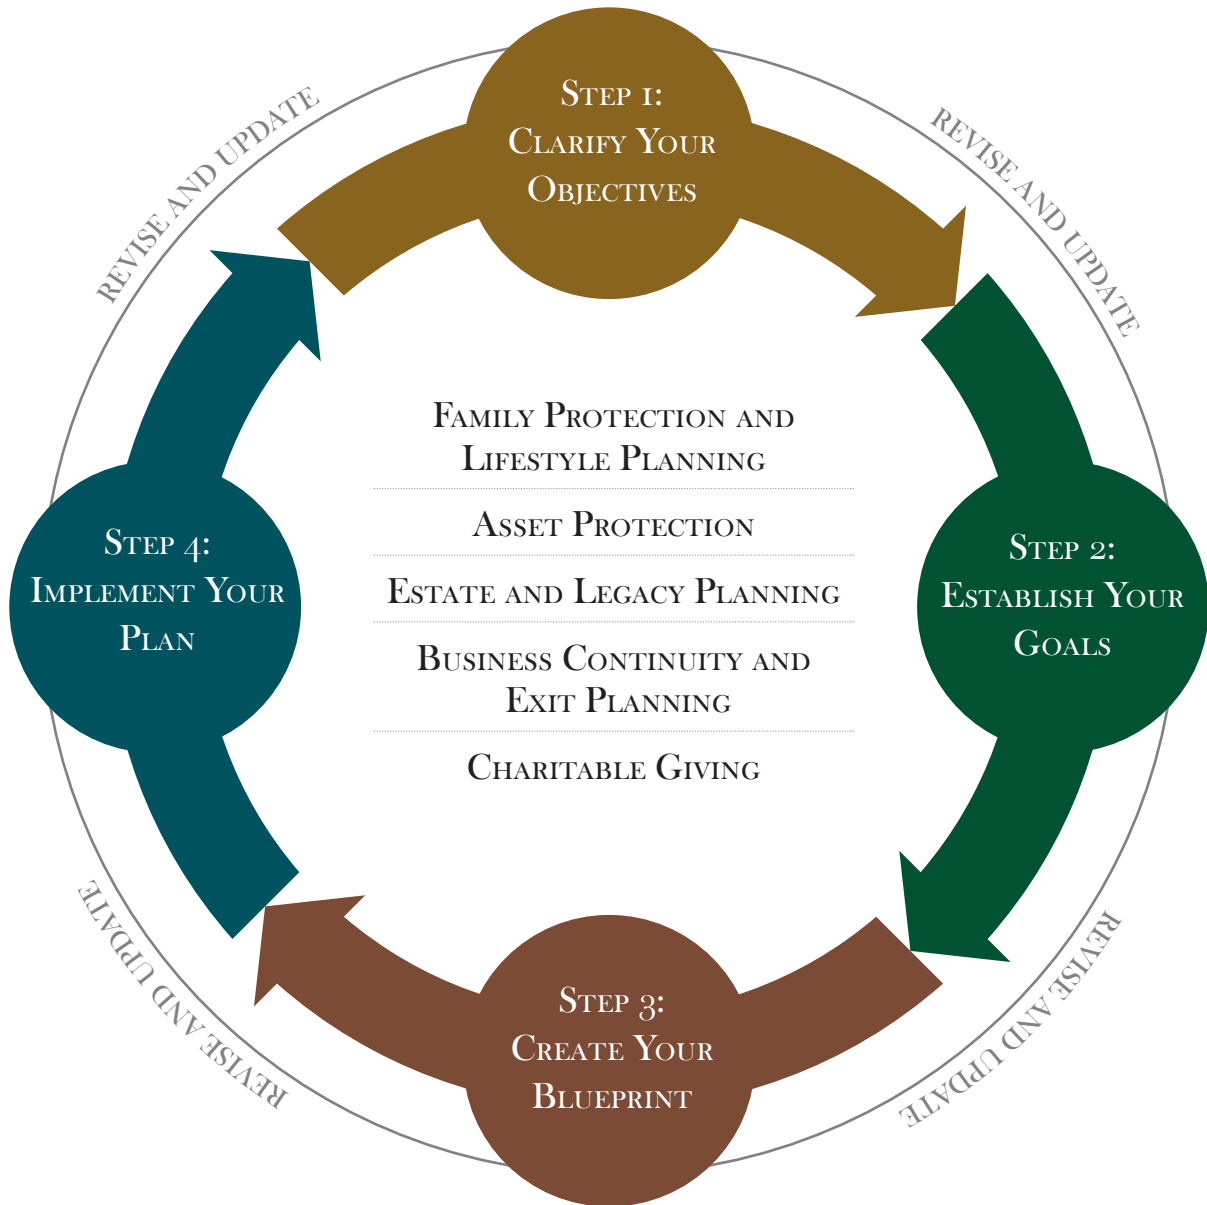 Step 1:
Clarify Your
Objectives
REVISE AND UPDATE
REVISE AND UPDATE
Family Protection and
Lifestyle Planning
Asset Protection
Estate and Legacy Planning
Business Continuity and
Exit Planning
Charitable Giving
Step 2:
Establish Your
Goals
Step 4:
Implement Your
Plan
REVISE AND UPDATE
REVISE AND UPDATE
Step 3:
Create Your
Blueprint